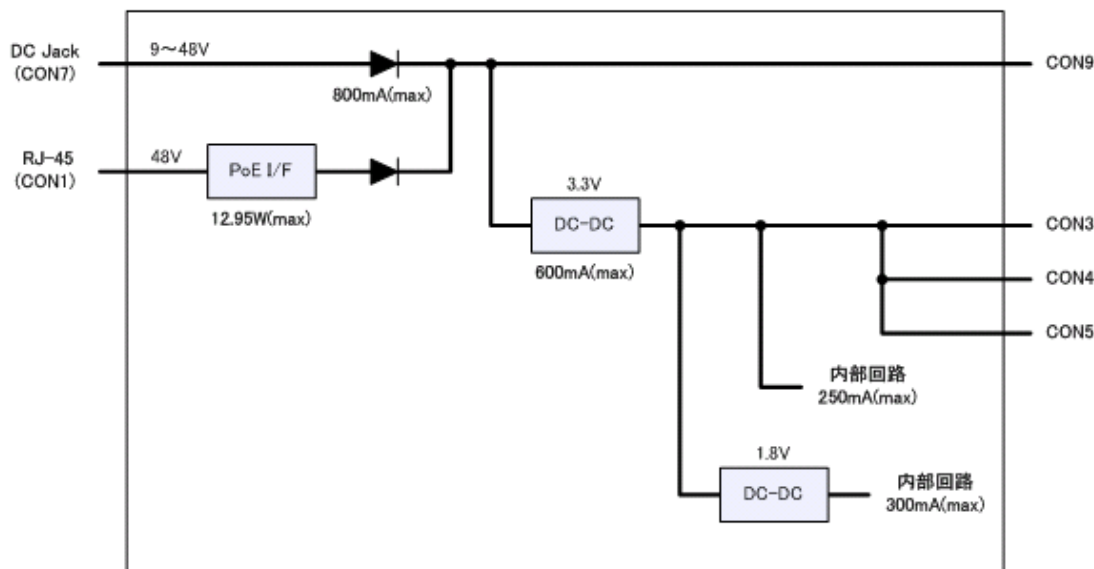 DC Jack
(CON7)
9～48V
800mA(max)
CON9
RJ-45
(CON1)
48V
PoE I/F
12.95W(max)
3.3V
DC-DC
600mA(max)
CON3
CON4
CON5
内部回路
250mA(max)
1.8V
DC-DC
内部回路
300mA(max)